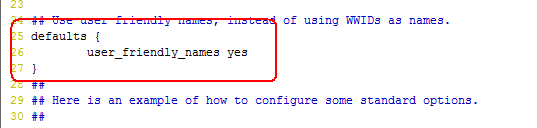 23
24 ## Use user friendly names, instead of using WWIDs as names.
25 defaults {
26         user_friendly_names yes
27 }
28 ##
29 ## Here is an example of how to configure some standard options.
30 ##